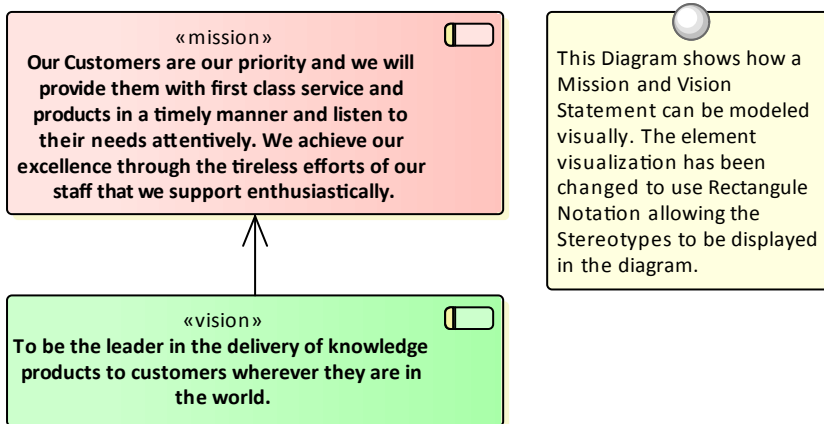 «mission»
Our Customers are our priority and we will
provide them with first class service and
products in a timely manner and listen to
their needs attentively. We achieve our
excellence through the tireless efforts of our
staff that we support enthusiastically.
«vision»
To be the leader in the delivery of knowledge
products to customers wherever they are in
the world.
This Diagram shows how a
Mission and Vision
Statement can be modeled
visually. The element
visualization has been
changed to use Rectangule
Notation allowing the
Stereotypes to be displayed
in the diagram.